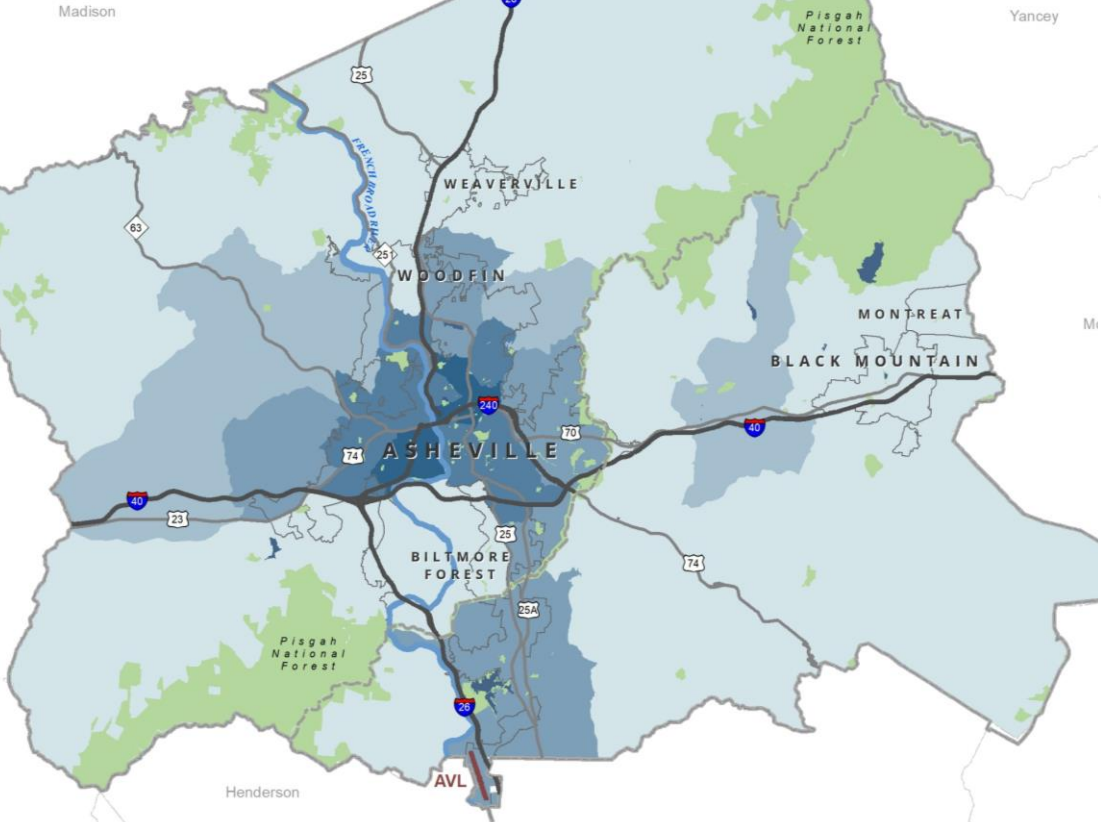 Madison
26
Pisgah
National
Forest
Yancey
25
FRENCH BROAD RIVER
WEAVERVILLE
63
25
WOODFIN
MONTREAT
BLACK MOUNTAIN
240
70
40
74
ASHEVILLE
40
23
25
BILTMORE
FOREST
74
25A
Pisgah
National
Forest
26
AVL
Henderson